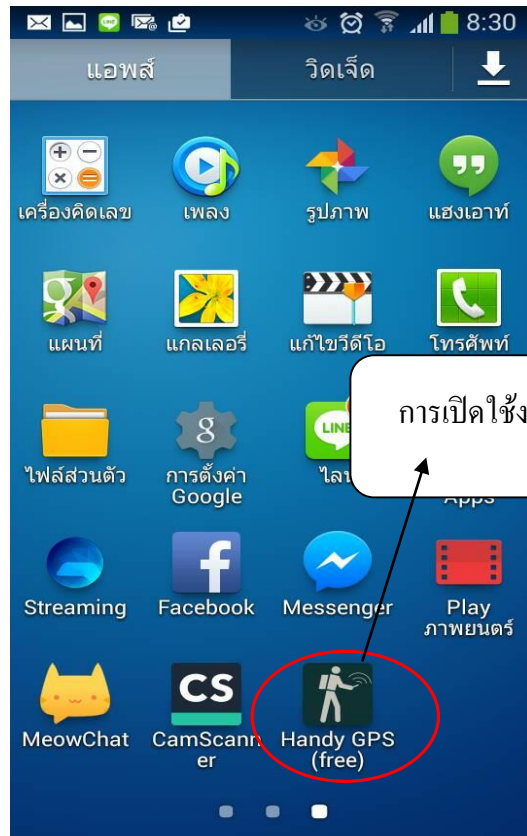 8:30
แอพส์ วิดเจ็ด
เครื่องคิดเลข เพลง รูปภาพ แฮงเอาท์
แผนที่ แกลเลอรี่ แก้ไขวีดีโอ โทรศัพท์
การเปิดใช้ง
LINE
ไฟล์ส่วนตัว การตั้งค่า Google Apps
Streaming Facebook Messenger Play ภาพยนตร์
CS
MeowChat CamScanner Handy GPS (free)